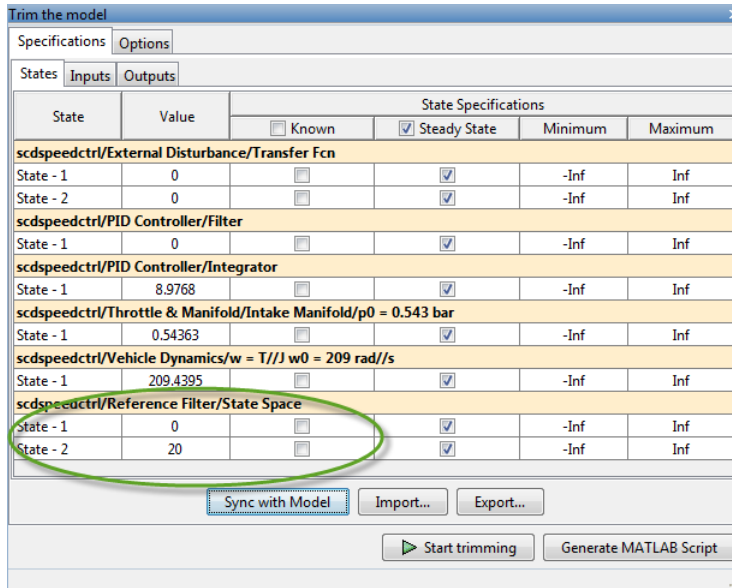 Trim the model
Specifications Options
States Inputs Outputs
State Value State Specifications
Known Steady State Minimum Maximum
scdspeedctrl/External Disturbance/Transfer Fcn
State - 1 0 -Inf Inf
State - 2 0 -Inf Inf
scdspeedctrl/PID Controller/Filter
State - 1 0 -Inf Inf
scdspeedctrl/PID Controller/Integrator
State - 1 8.9768 -Inf Inf
scdspeedctrl/Throttle & Manifold/Intake Manifold/p0 = 0.543 bar
State - 1 0.54363 -Inf Inf
scdspeedctrl/Vehicle Dynamics/w = T//J w0 = 209 rad//s
State - 1 209.4395 -Inf Inf
scdspeedctrl/Reference Filter/State Space
State - 1 0 -Inf Inf
State - 2 20 -Inf Inf
Sync with Model Import... Export...
Start trimming Generate MATLAB Script